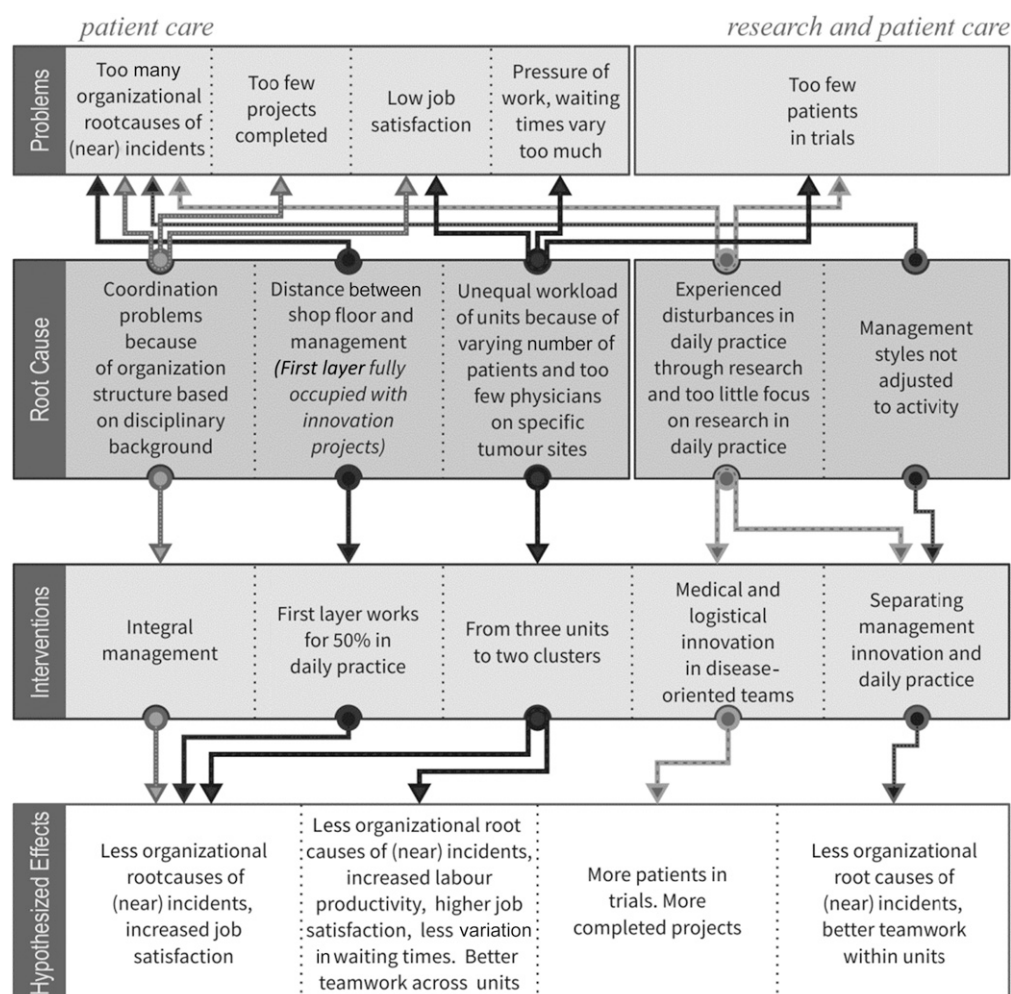 patient care
research and patient care
Problems
Too many
organizational
rootcauses of
(near) incidents
Too few
projects
completed
Low job
satisfaction
Pressure of
work, waiting
times vary
too much
Too few
patients
in trials
Root Cause
Coordination
problems
because
of organization
structure based
on disciplinary
background
Distance between
shop floor and
management
(First layer fully
occupied with
innovation
projects)
Unequal workload
of units because of
varying number of
patients and too
few physicians
on specific
tumour sites
Experienced
disturbances in
daily practice
through research
and too little focus
on research in
daily practice
Management
styles not
adjusted
to activity
Interventions
Integral
management
First layer works
for 50% in
daily practice
From three units
to two clusters
Medical and
logistical
innovation
in disease-
oriented teams
Separating
management
innovation and
daily practice
Hypothesized Effects
Less organizational
rootcauses of
(near) incidents,
increased job
satisfaction
Less organizational root
causes of (near) incidents,
increased labour
productivity, higher job
satisfaction, less variation
in waiting times. Better
teamwork across units
More patients in
trials. More
completed projects
Less organizational
root causes of
(near) incidents,
better teamwork
within units